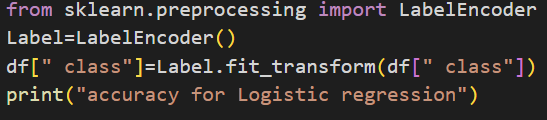 from sklearn.preprocessing import LabelEncoder
Label=LabelEncoder()
df[" class"]=Label.fit_transform(df[" class"])
print("accuracy for Logistic regression")